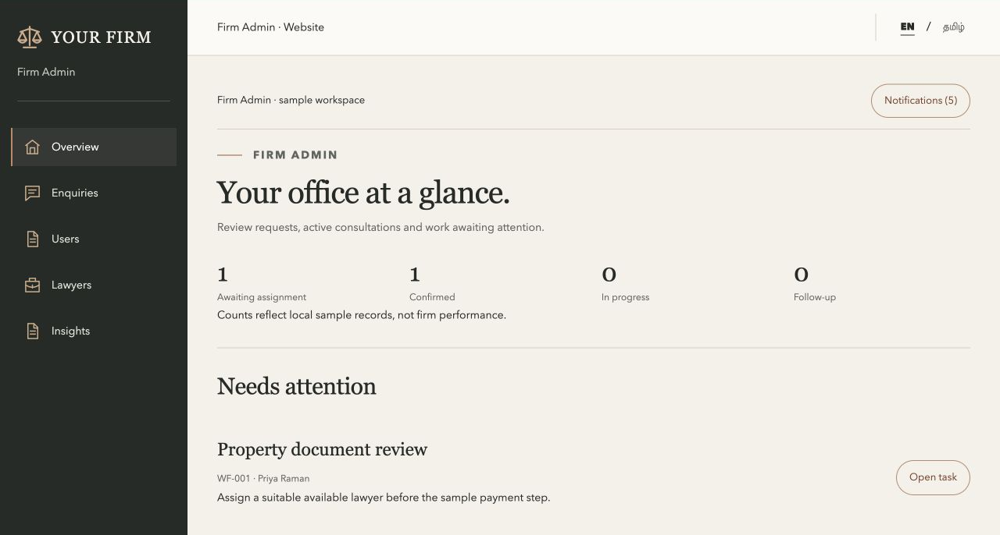 YOUR FIRM
Firm Admin
Overview
Enquiries
Users
Lawyers
Insights
Firm Admin · Website
EN / தமிழ்
Firm Admin · sample workspace
Notifications (5)
FIRM ADMIN
Your office at a glance.
Review requests, active consultations and work awaiting attention.
1
Awaiting assignment
1
Confirmed
0
In progress
0
Follow-up
Counts reflect local sample records, not firm performance.
Needs attention
Property document review
WF-001 · Priya Raman
Assign a suitable available lawyer before the sample payment step.
Open task